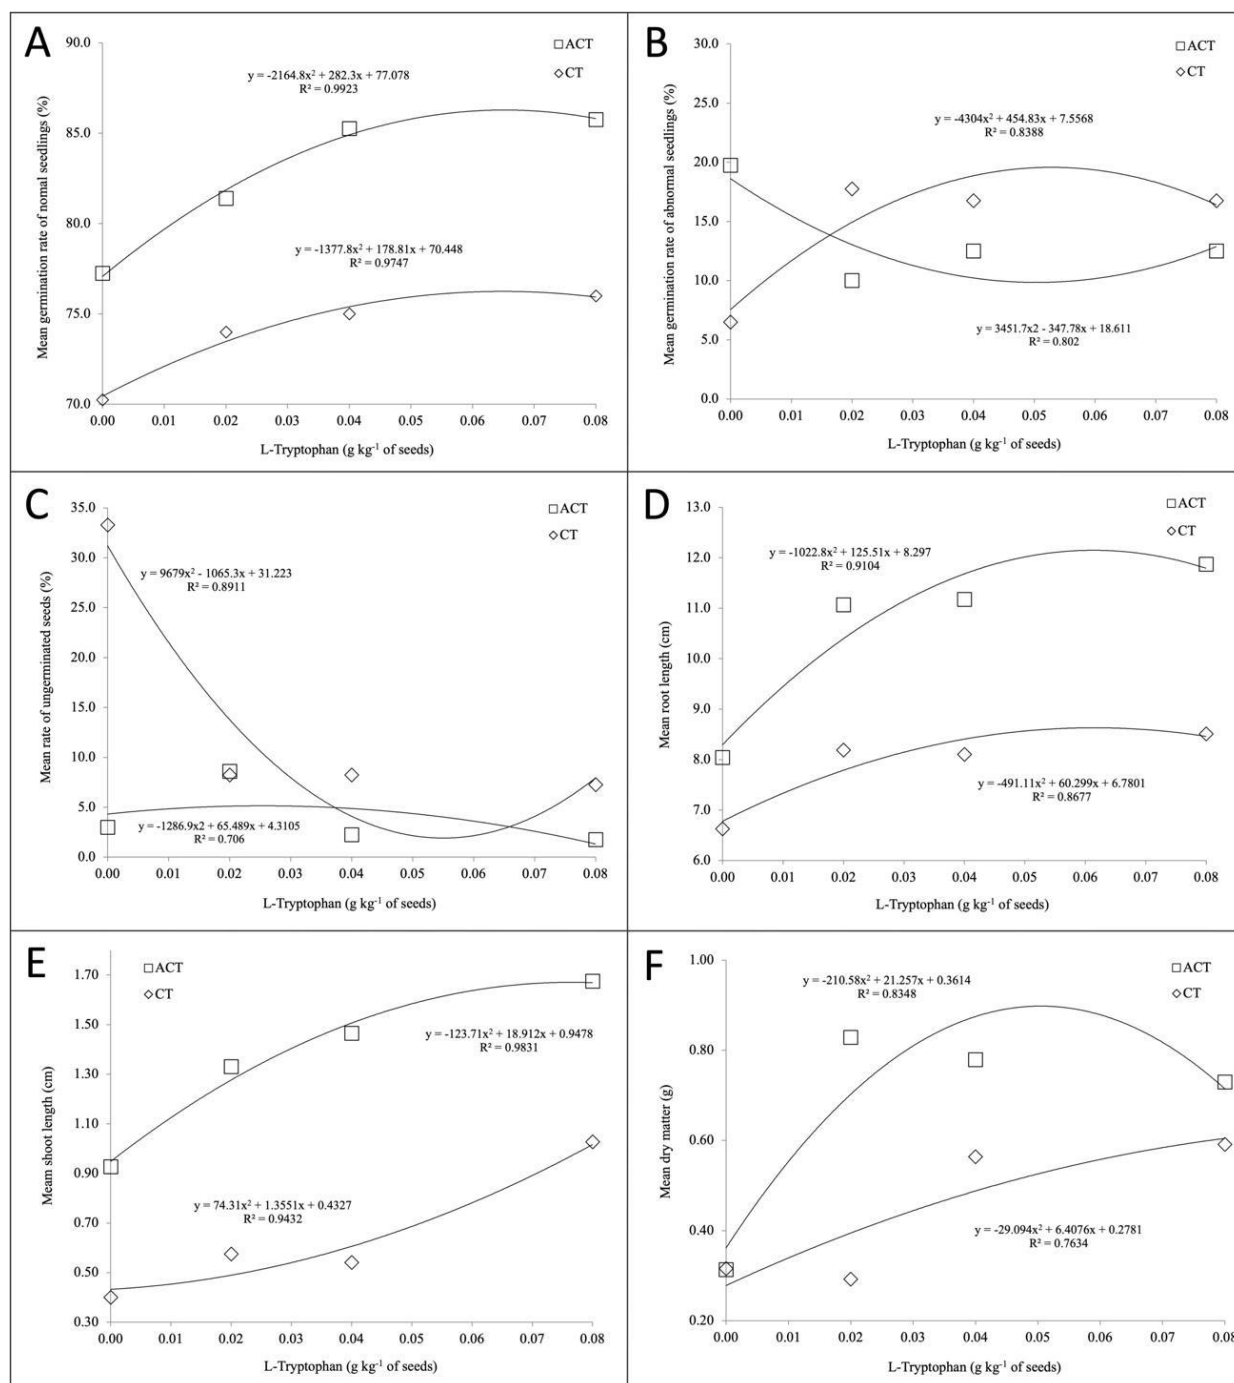 A
90.0
85.0
80.0
75.0
70.0
Mean germination rate of nomal seedlings (%)
ACT
CT
y = -2164.8x² + 282.3x + 77.078
R² = 0.9923
y = -1377.8x² + 178.81x + 70.448
R² = 0.9747
0.00 0.01 0.02 0.03 0.04 0.05 0.06 0.07 0.08
L-Tryptophan (g kg⁻¹ of seeds)
B
30.0
25.0
20.0
15.0
10.0
5.0
0.0
Mean germination rate of abnormal seedlings (%)
ACT
CT
y = -4304x² + 454.83x + 7.5568
R² = 0.8388
y = 3451.7x2 - 347.78x + 18.611
R² = 0.802
0.00 0.01 0.02 0.03 0.04 0.05 0.06 0.07 0.08
L-Tryptophan (g kg⁻¹ of seeds)
C
35.0
30.0
25.0
20.0
15.0
10.0
5.0
0.0
Mean rate of ungerminated seeds (%)
ACT
CT
y = 9679x² - 1065.3x + 31.223
R² = 0.8911
y = -1286.9x2 + 65.489x + 4.3105
R² = 0.706
0.00 0.01 0.02 0.03 0.04 0.05 0.06 0.07 0.08
L-Tryptophan (g kg⁻¹ of seeds)
D
13.0
12.0
11.0
10.0
9.0
8.0
7.0
6.0
Mean root length (cm)
ACT
CT
y = -1022.8x² + 125.51x + 8.297
R² = 0.9104
y = -491.11x² + 60.299x + 6.7801
R² = 0.8677
0.00 0.01 0.02 0.03 0.04 0.05 0.06 0.07 0.08
L-Tryptophan (g kg⁻¹ of seeds)
E
1.70
1.50
1.30
1.10
0.90
0.70
0.50
0.30
Meam shoot length (cm)
ACT
CT
y = -123.71x² + 18.912x + 0.9478
R² = 0.9831
y = 74.31x² + 1.3551x + 0.4327
R² = 0.9432
0.00 0.01 0.02 0.03 0.04 0.05 0.06 0.07 0.08
L-Tryptophan (g kg⁻¹ of seeds)
F
1.00
0.80
0.60
0.40
0.20
Mean dry matter (g)
ACT
CT
y = -210.58x² + 21.257x + 0.3614
R² = 0.8348
y = -29.094x² + 6.4076x + 0.2781
R² = 0.7634
0.00 0.01 0.02 0.03 0.04 0.05 0.06 0.07 0.08
L-Tryptophan (g kg⁻¹ of seeds)